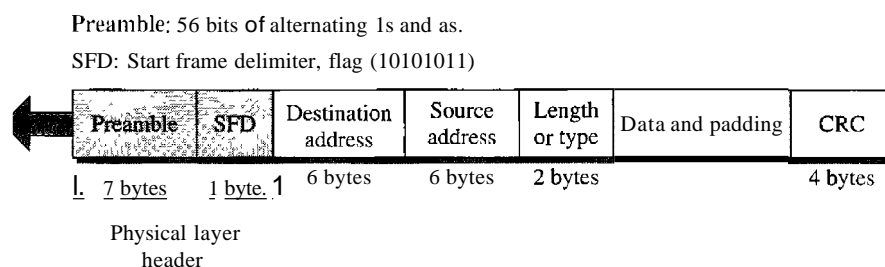 Preamble: 56 bits of alternating 1s and as.
SFD: Start frame delimiter, flag (10101011)
Preamble SFD Destination address Source address Length or type Data and padding CRC
l. 7 bytes 1 byte. 1 6 bytes 6 bytes 2 bytes 4 bytes
Physical layer
header